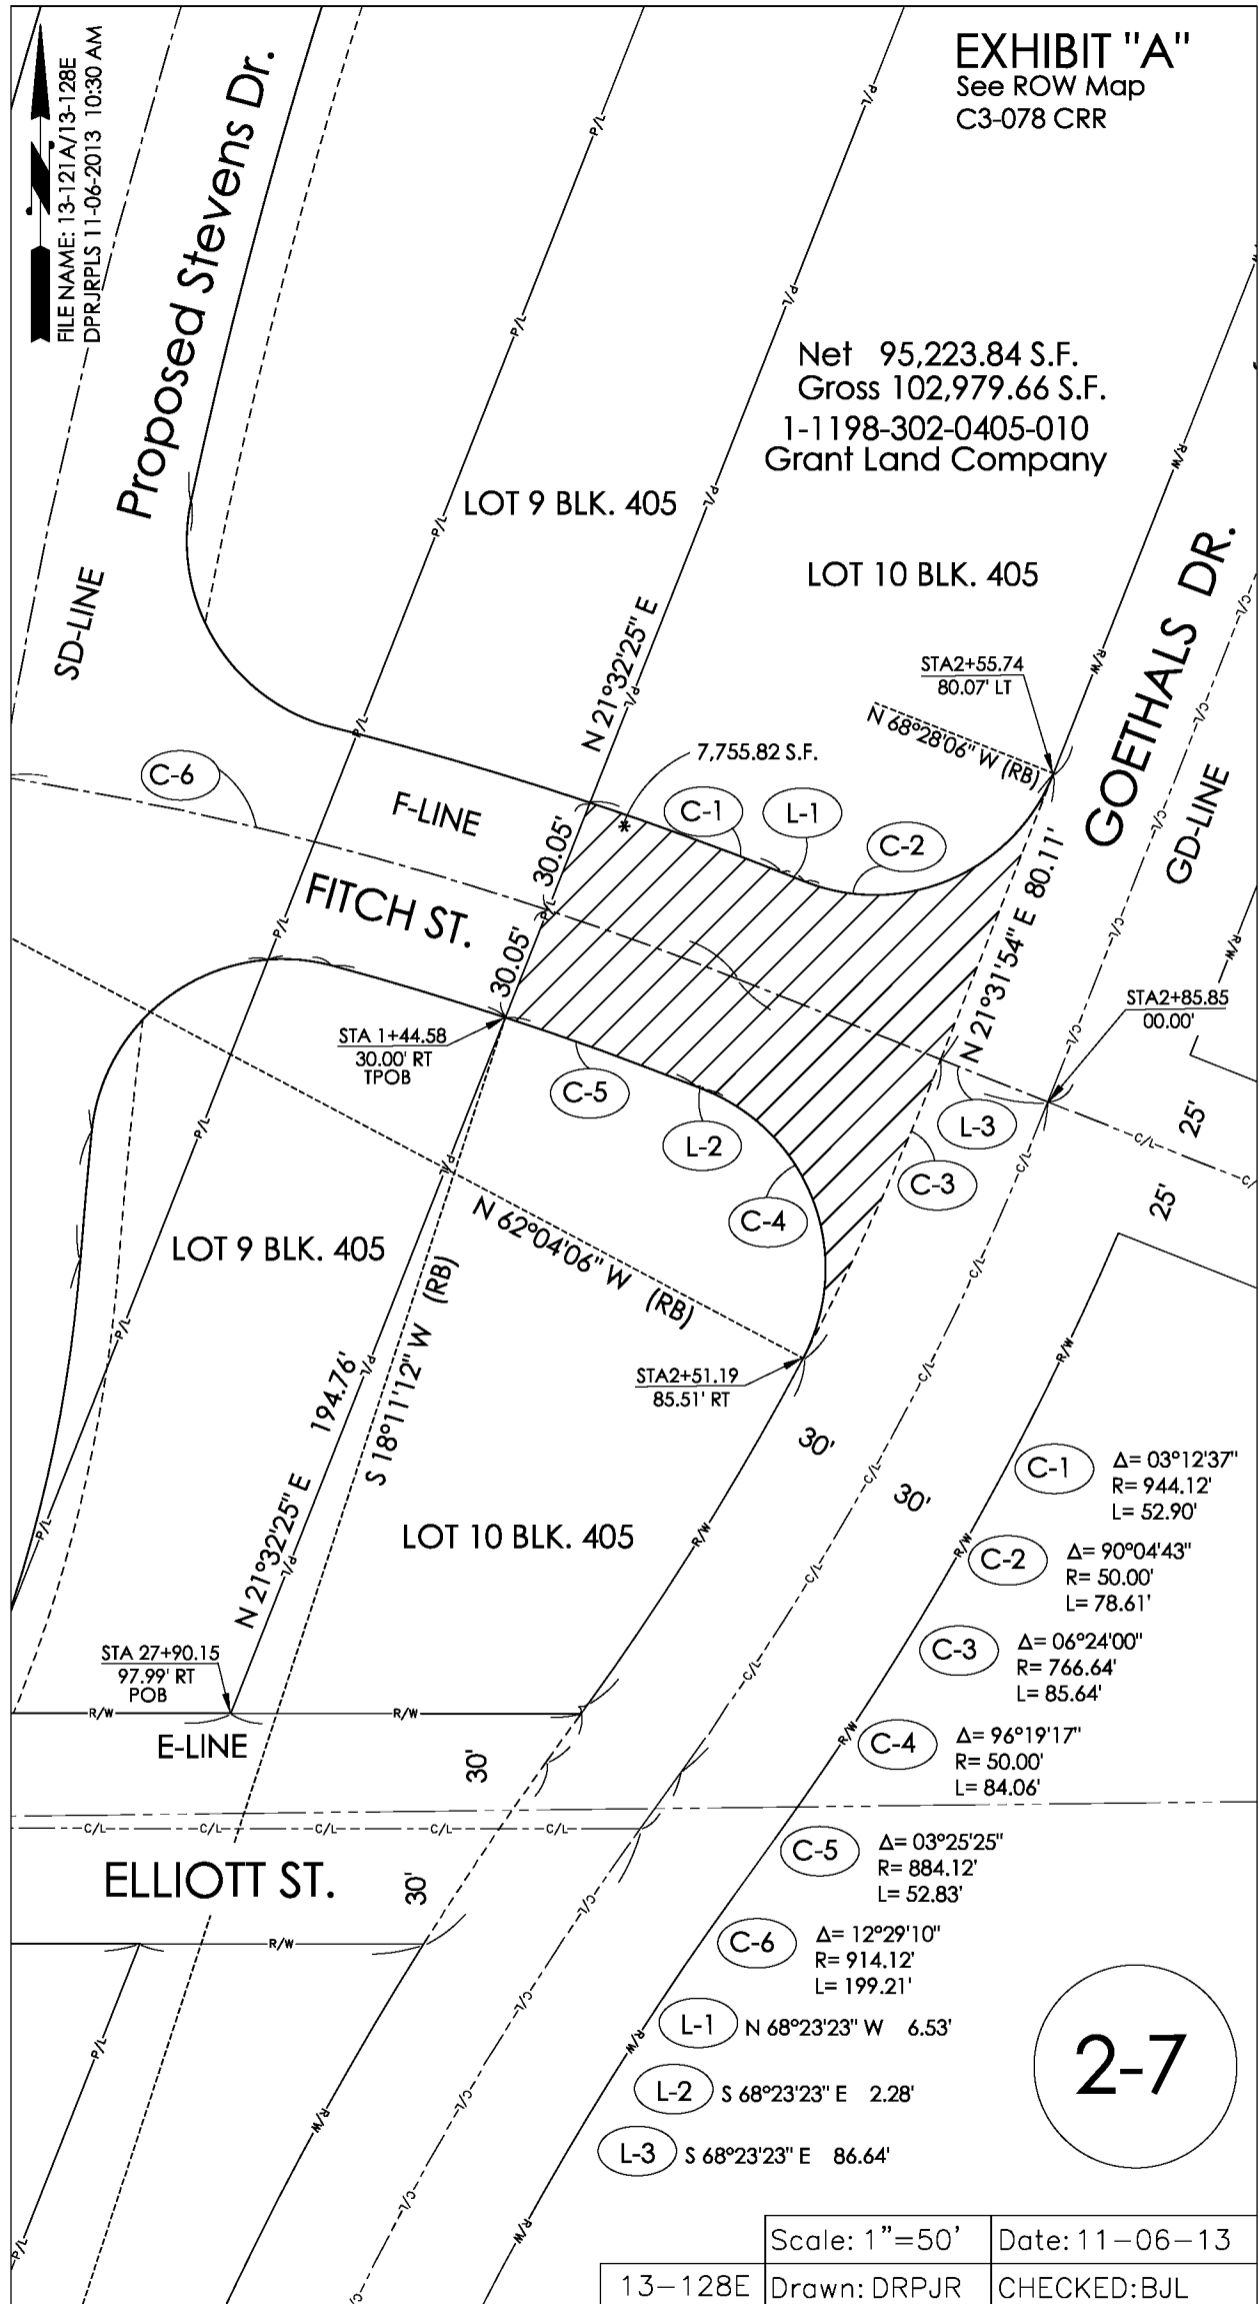 EXHIBIT "A"
See ROW Map
C3-078 CRR
FILE NAME: 13-121A/13-128E
DPRJRPLS 11-06-2013 10:30 AM
N
Proposed Stevens Dr.
P/L
P/L
P/L
P/L
P/L
P/L
R/W
Net 95,223.84 S.F.
Gross 102,979.66 S.F.
1-1198-302-0405-010
Grant Land Company
LOT 9 BLK. 405
P/L
P/L
R/W
LOT 10 BLK. 405
GOETHALS DR.
C/L
SD-LINE
N 21°32'25" E
P/L
STA2+55.74
80.07' LT
R/W
C/L
N 68°28'06" W (RB)
7,755.82 S.F.
C-6
F-LINE
30.05'
*
C-1
L-1
C-2
GD-LINE
C/L
FITCH ST.
P/L
30.05'
P/L
N 21°31'54" E 80.11'
C/L
R/W
STA2+85.85
00.00'
STA 1+44.58
30.00' RT
TPOB
C-5
L-2
L-3
C/L
25'
P/L
C-4
C-3
C/L
C/L
C/L
25'
P/L
N 62°04'06" W (RB)
LOT 9 BLK. 405
C/L
P/L
194.76'
P/L
S 18°11'12" W (RB)
STA2+51.19
85.51' RT
C/L
R/W
30'
30'
C/L
C-1
Δ= 03°12'37"
R= 944.12'
L= 52.90'
N 21°32'25" E
P/L
P/L
LOT 10 BLK. 405
R/W
C/L
R/W
C-2
Δ= 90°04'43"
R= 50.00'
L= 78.61'
STA 27+90.15
97.99' RT
POB
C/L
C-3
Δ= 06°24'00"
R= 766.64'
L= 85.64'
R/W
R/W
E-LINE
30'
R/W
C-4
Δ= 96°19'17"
R= 50.00'
L= 84.06'
C/L
C/L
C/L
C/L
C/L
ELLIOTT ST.
30'
C/L
C-5
Δ= 03°25'25"
R= 884.12'
L= 52.83'
R/W
C-6
Δ= 12°29'10"
R= 914.12'
L= 199.21'
C/L
P/L
R/W
L-1
N 68°23'23" W 6.53'
R/W
C/L
L-2
S 68°23'23" E 2.28'
2-7
L-3
S 68°23'23" E 86.64'
C/L
P/L
R/W
C/L
Scale: 1"=50'
Date: 11-06-13
13-128E
Drawn: DRPJR
CHECKED:BJL